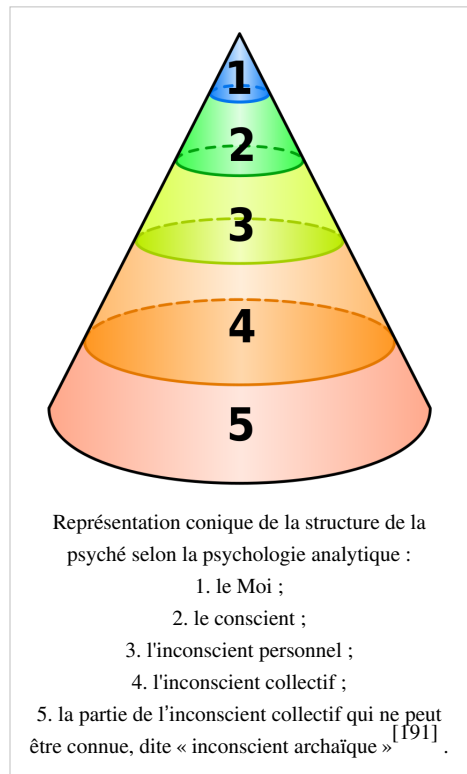 1
2
3
4
5
Représentation conique de la structure de la
psyché selon la psychologie analytique :
1. le Moi ;
2. le conscient ;
3. l'inconscient personnel ;
4. l'inconscient collectif ;
5. la partie de l'inconscient collectif qui ne peut
être connue, dite « inconscient archaïque »[191] .